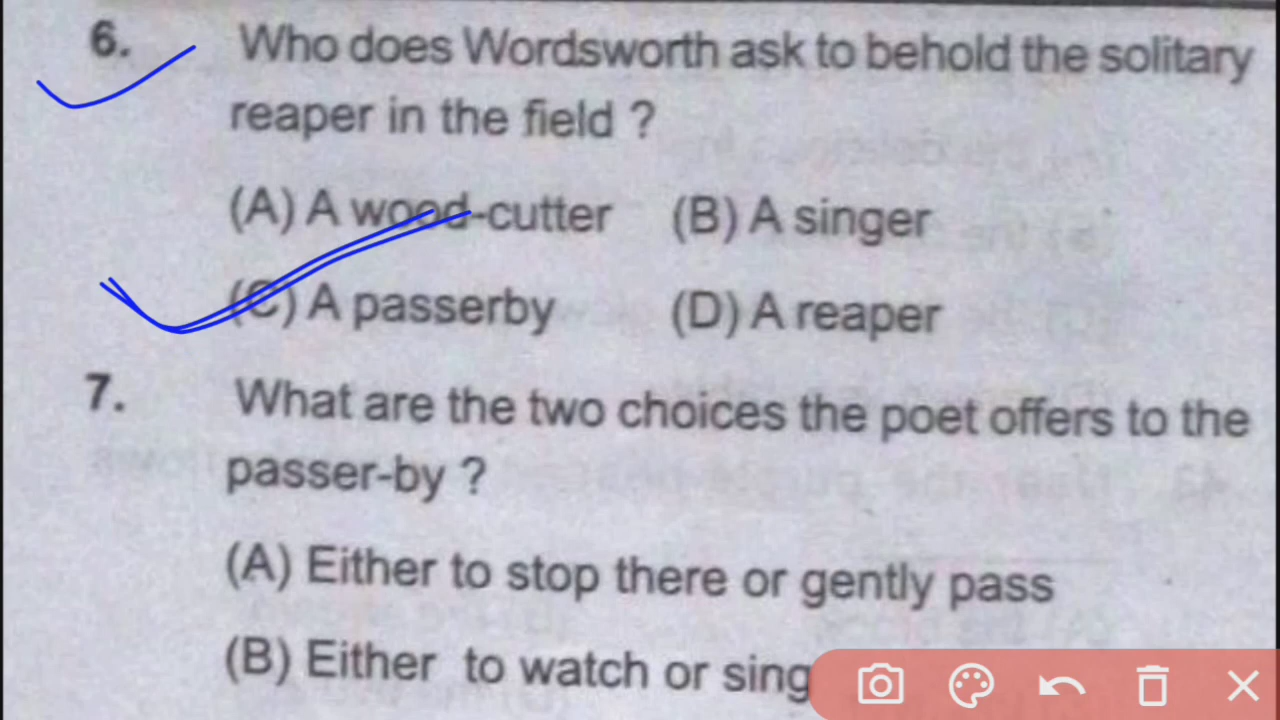 6. Who does Wordsworth ask to behold the solitary
reaper in the field ?
(A) A wood-cutter (B) A singer
(C) A passerby (D) A reaper
7. What are the two choices the poet offers to the
passer-by ?
(A) Either to stop there or gently pass
(B) Either to watch or sing